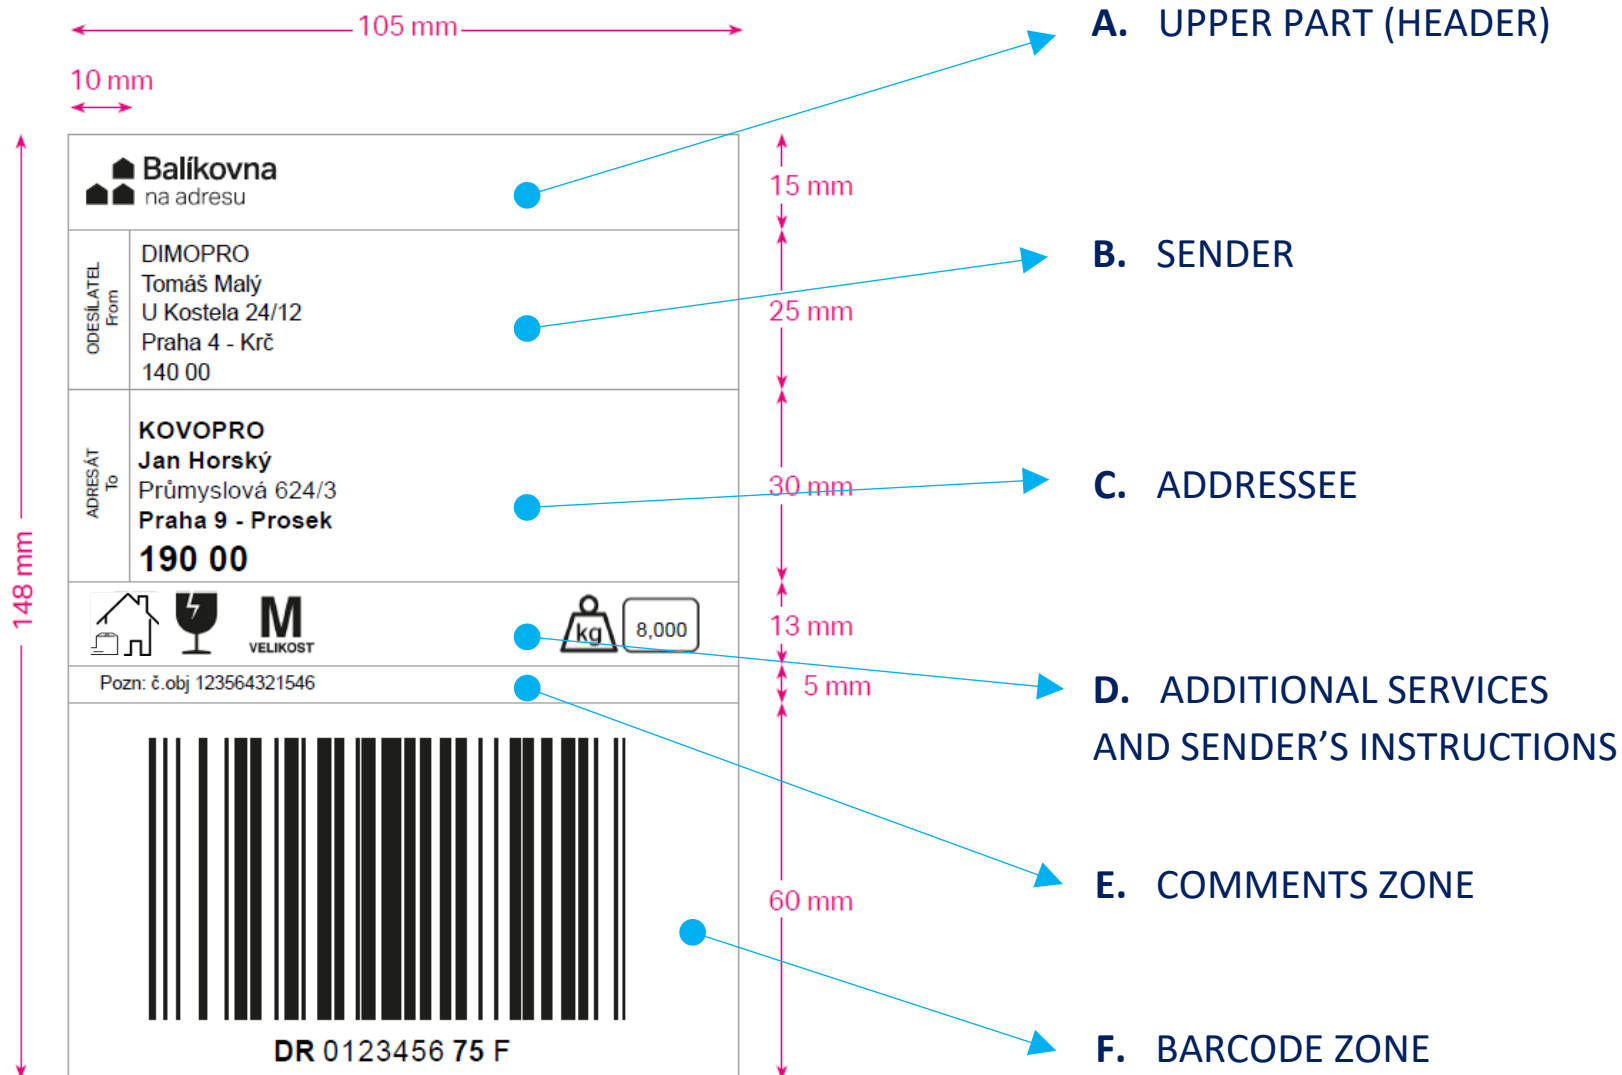 105 mm
A. UPPER PART (HEADER)
10 mm
Balíkovna
na adresu
15 mm
ODESÍLATEL
From
DIMOPRO
Tomáš Malý
U Kostela 24/12
Praha 4 - Krč
140 00
25 mm
B. SENDER
ADRESÁT
To
KOVOPRO
Jan Horský
Průmyslová 624/3
Praha 9 - Prosek
190 00
30 mm
C. ADDRESSEE
148 mm
M
VELIKOST
kg
8,000
13 mm
Pozn: č.obj 123564321546
5 mm
D. ADDITIONAL SERVICES
AND SENDER’S INSTRUCTIONS
60 mm
E. COMMENTS ZONE
DR 0123456 75 F
F. BARCODE ZONE